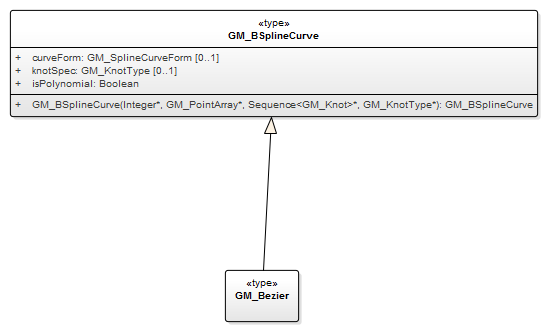 «type»
GM_BSplineCurve
+ curveForm: GM_SplineCurveForm [0..1]
+ knotSpec: GM_KnotType [0..1]
+ isPolynomial: Boolean
+ GM_BSplineCurve(Integer*, GM_PointArray*, Sequence<GM_Knot>*, GM_KnotType*): GM_BSplineCurve
«type»
GM_Bezier